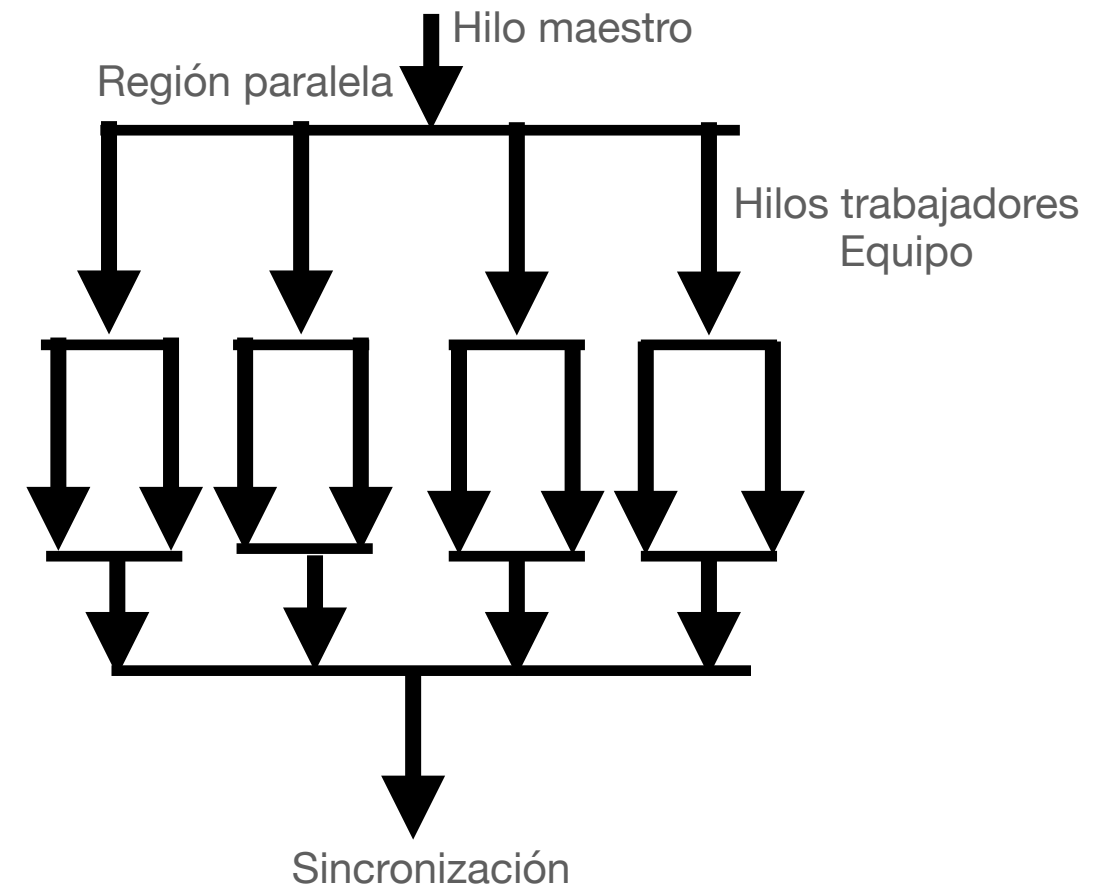 Hilo maestro
Región paralela
Hilos trabajadores
Equipo
Sincronización